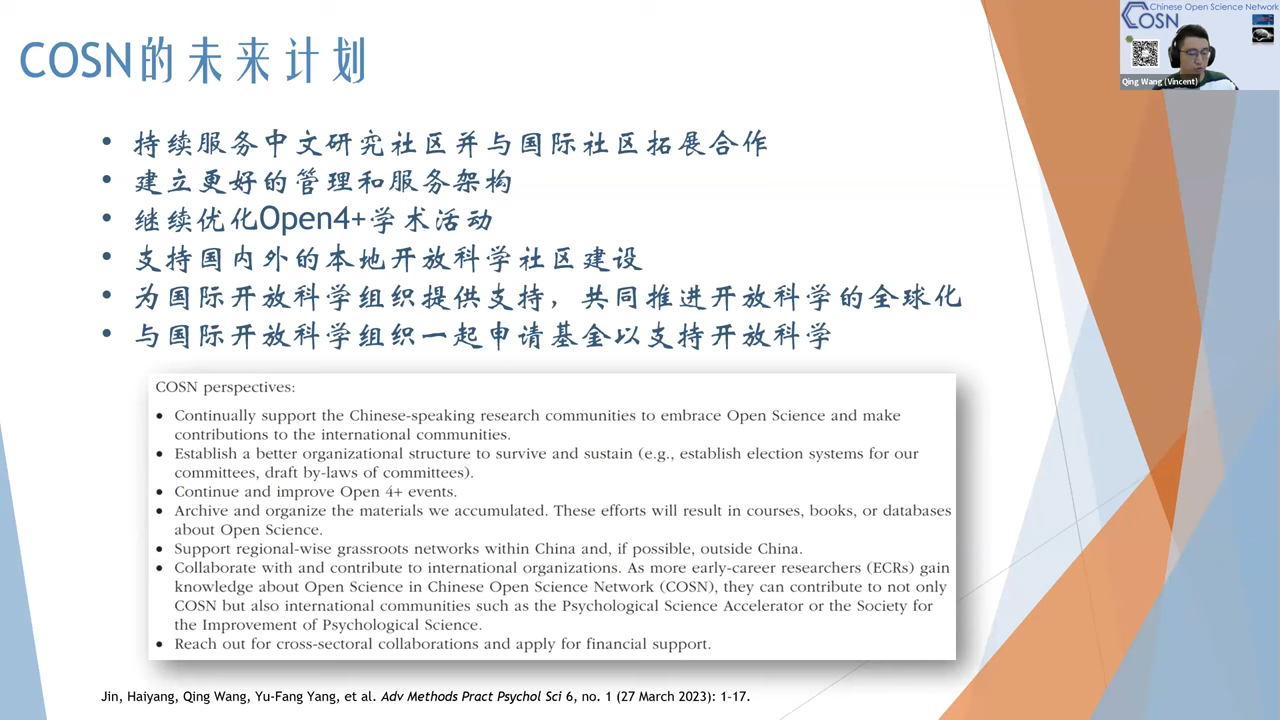 COSN的未来计划
Chinese Open Science Network
COSN
Qing Wang (Vincent)
• 持续服务中文研究社区并与国际社区拓展合作
• 建立更好的管理和服务架构
• 继续优化Open4+学术活动
• 支持国内外的本地开放科学社区建设
• 为国际开放科学组织提供支持，共同推进开放科学的全球化
• 与国际开放科学组织一起申请基金以支持开放科学
COSN perspectives:
• Continually support the Chinese-speaking research communities to embrace Open Science and make
contributions to the international communities.
• Establish a better organizational structure to survive and sustain (e.g., establish election systems for our
committees, draft by-laws of committees).
• Continue and improve Open 4+ events.
• Archive and organize the materials we accumulated. These efforts will result in courses, books, or databases
about Open Science.
• Support regional-wise grassroots networks within China and, if possible, outside China.
• Collaborate with and contribute to international organizations. As more early-career researchers (ECRs) gain
knowledge about Open Science in Chinese Open Science Network (COSN), they can contribute to not only
COSN but also international communities such as the Psychological Science Accelerator or the Society for
the Improvement of Psychological Science.
• Reach out for cross-sectoral collaborations and apply for financial support.
Jin, Haiyang, Qing Wang, Yu-Fang Yang, et al. Adv Methods Pract Psychol Sci 6, no. 1 (27 March 2023): 1–17.